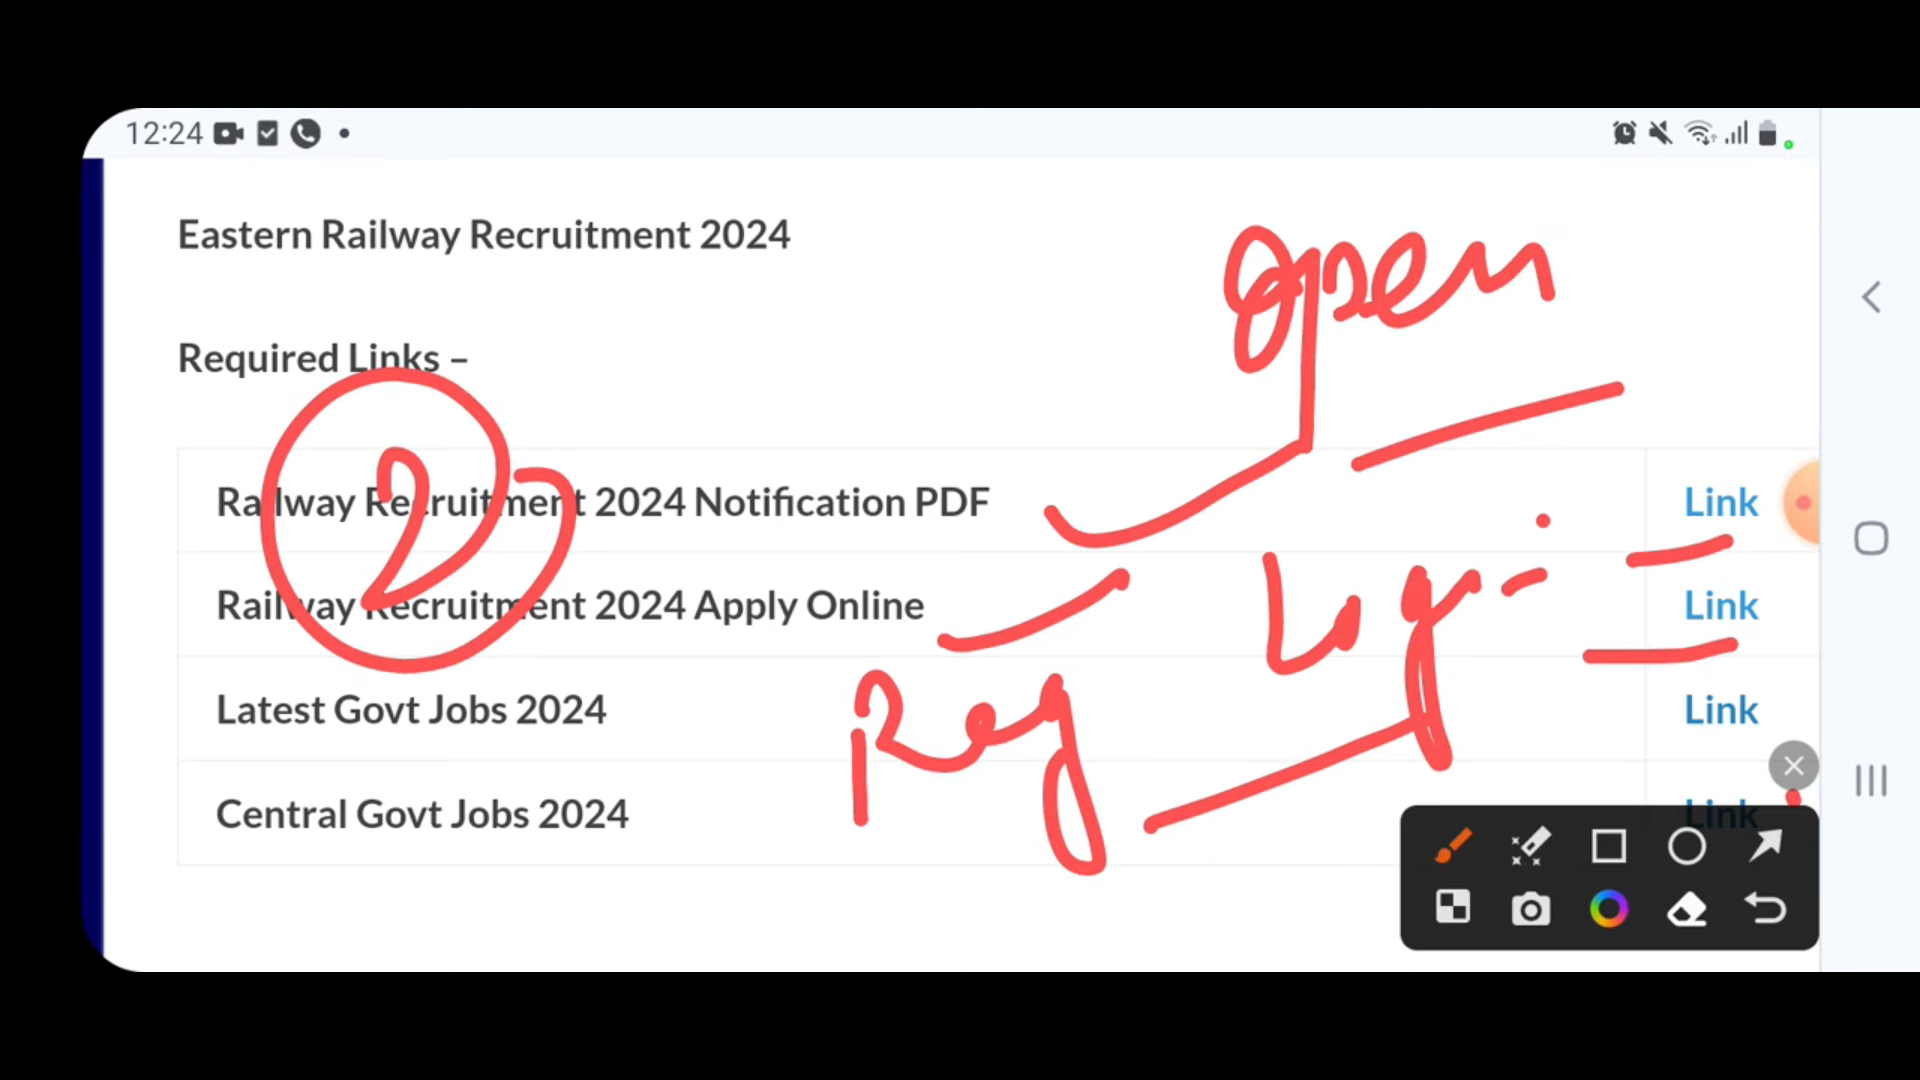 12:24
Eastern Railway Recruitment 2024
open
Required Links –
2
Railway Recruitment 2024 Notification PDF Link
Railway Recruitment 2024 Apply Online Link
Reg
Latest Govt Jobs 2024 Link
Central Govt Jobs 2024 Link